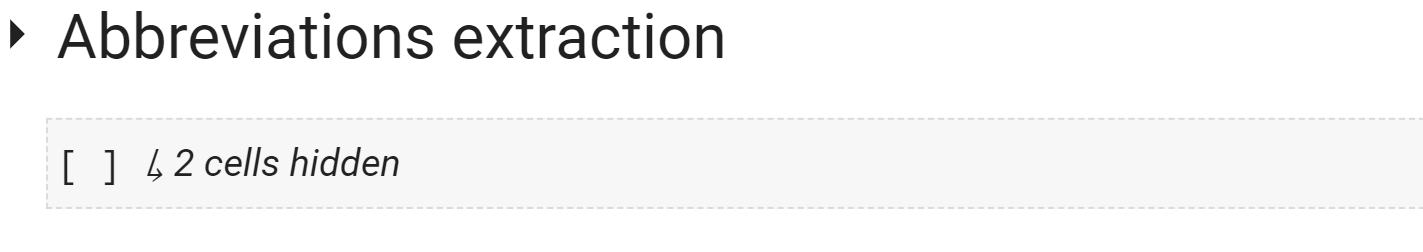 Abbreviations extraction
[ ] ↳ 2 cells hidden